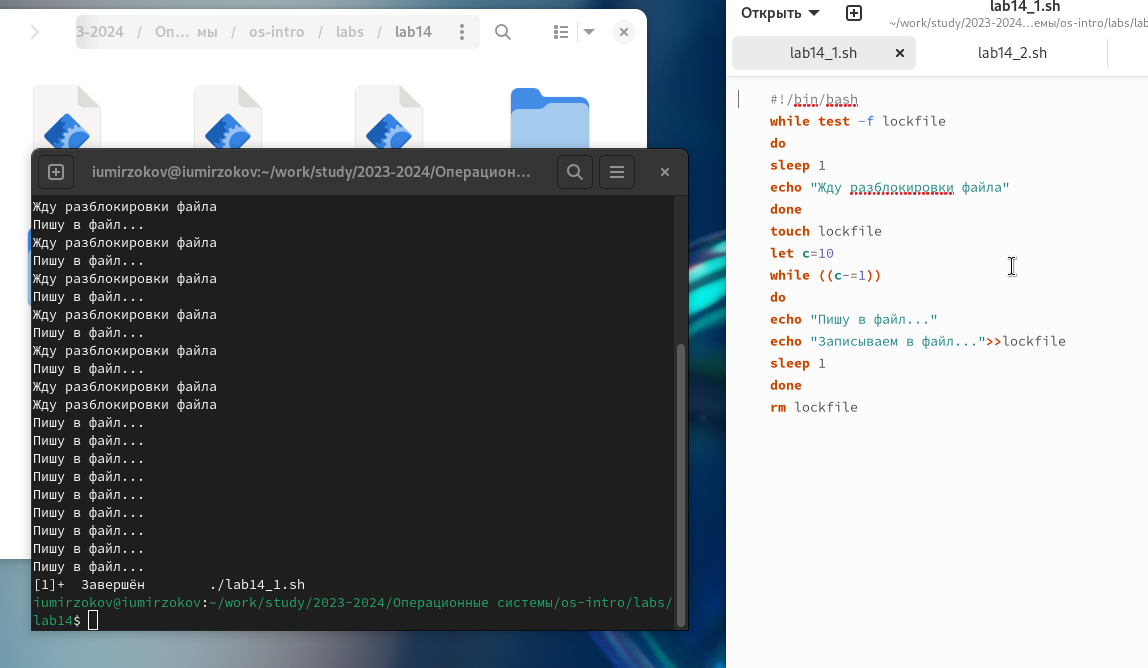 3-2024 / Оп... мы / os-intro / labs / lab14
iumirzokov@iumirzokov:~/work/study/2023-2024/Операцион...
Жду разблокировки файла
Пишу в файл...
Жду разблокировки файла
Пишу в файл...
Жду разблокировки файла
Пишу в файл...
Жду разблокировки файла
Пишу в файл...
Жду разблокировки файла
Пишу в файл...
Жду разблокировки файла
Жду разблокировки файла
Пишу в файл...
Пишу в файл...
Пишу в файл...
Пишу в файл...
Пишу в файл...
Пишу в файл...
Пишу в файл...
Пишу в файл...
Пишу в файл...
[1]+  Завершён        ./lab14_1.sh
iumirzokov@iumirzokov:~/work/study/2023-2024/Операционные системы/os-intro/labs/
lab14$
Открыть
lab14_1.sh
~/work/study/2023-2024…емы/os-intro/labs/lab
lab14_1.sh
lab14_2.sh
#!/bin/bash
while test -f lockfile
do
sleep 1
echo "Жду разблокировки файла"
done
touch lockfile
let c=10
while ((c-=1))
do
echo "Пишу в файл..."
echo "Записываем в файл...">>lockfile
sleep 1
done
rm lockfile